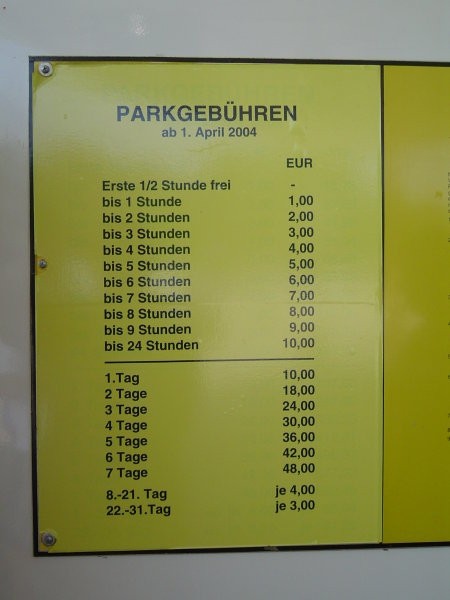 PARKGEBÜHREN
ab 1. April 2004
EUR
Erste 1/2 Stunde frei -
bis 1 Stunde 1,00
bis 2 Stunden 2,00
bis 3 Stunden 3,00
bis 4 Stunden 4,00
bis 5 Stunden 5,00
bis 6 Stunden 6,00
bis 7 Stunden 7,00
bis 8 Stunden 8,00
bis 9 Stunden 9,00
bis 24 Stunden 10,00
1.Tag 10,00
2 Tage 18,00
3 Tage 24,00
4 Tage 30,00
5 Tage 36,00
6 Tage 42,00
7 Tage 48,00
8.-21. Tag je 4,00
22.-31.Tag je 3,00